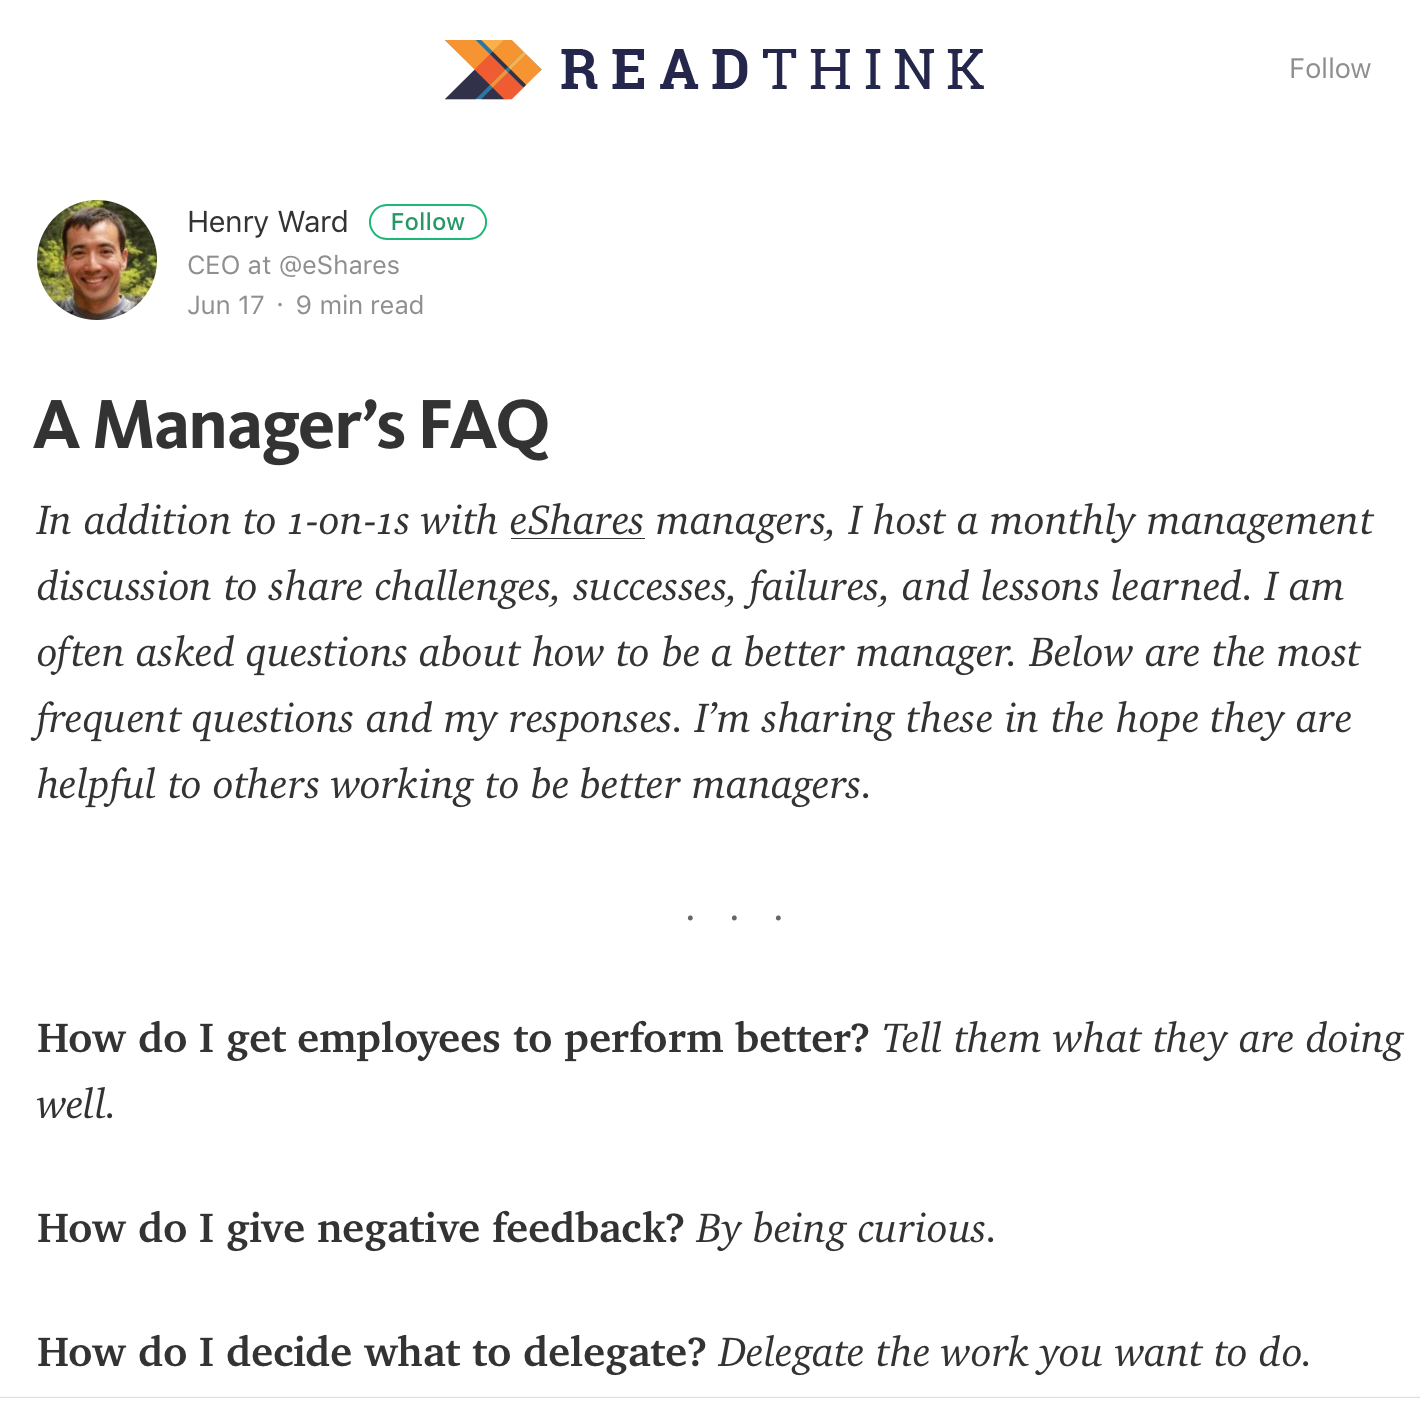 READTHINK
Follow
Henry Ward Follow
CEO at @eShares
Jun 17 · 9 min read
A Manager’s FAQ
In addition to 1-on-1s with eShares managers, I host a monthly management
discussion to share challenges, successes, failures, and lessons learned. I am
often asked questions about how to be a better manager. Below are the most
frequent questions and my responses. I’m sharing these in the hope they are
helpful to others working to be better managers.
. . .
How do I get employees to perform better? Tell them what they are doing
well.
How do I give negative feedback? By being curious.
How do I decide what to delegate? Delegate the work you want to do.